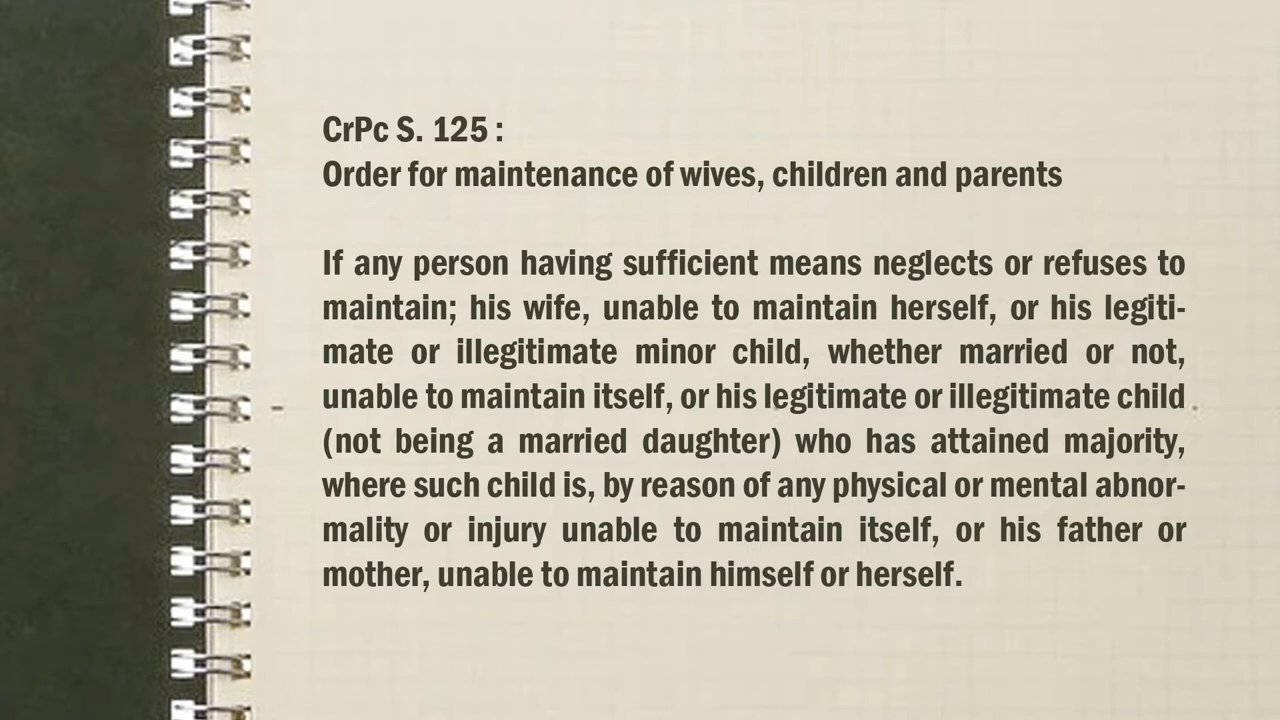 CrPc S. 125 :
Order for maintenance of wives, children and parents
If any person having sufficient means neglects or refuses to
maintain; his wife, unable to maintain herself, or his legiti-
mate or illegitimate minor child, whether married or not,
unable to maintain itself, or his legitimate or illegitimate child
(not being a married daughter) who has attained majority,
where such child is, by reason of any physical or mental abnor-
mality or injury unable to maintain itself, or his father or
mother, unable to maintain himself or herself.